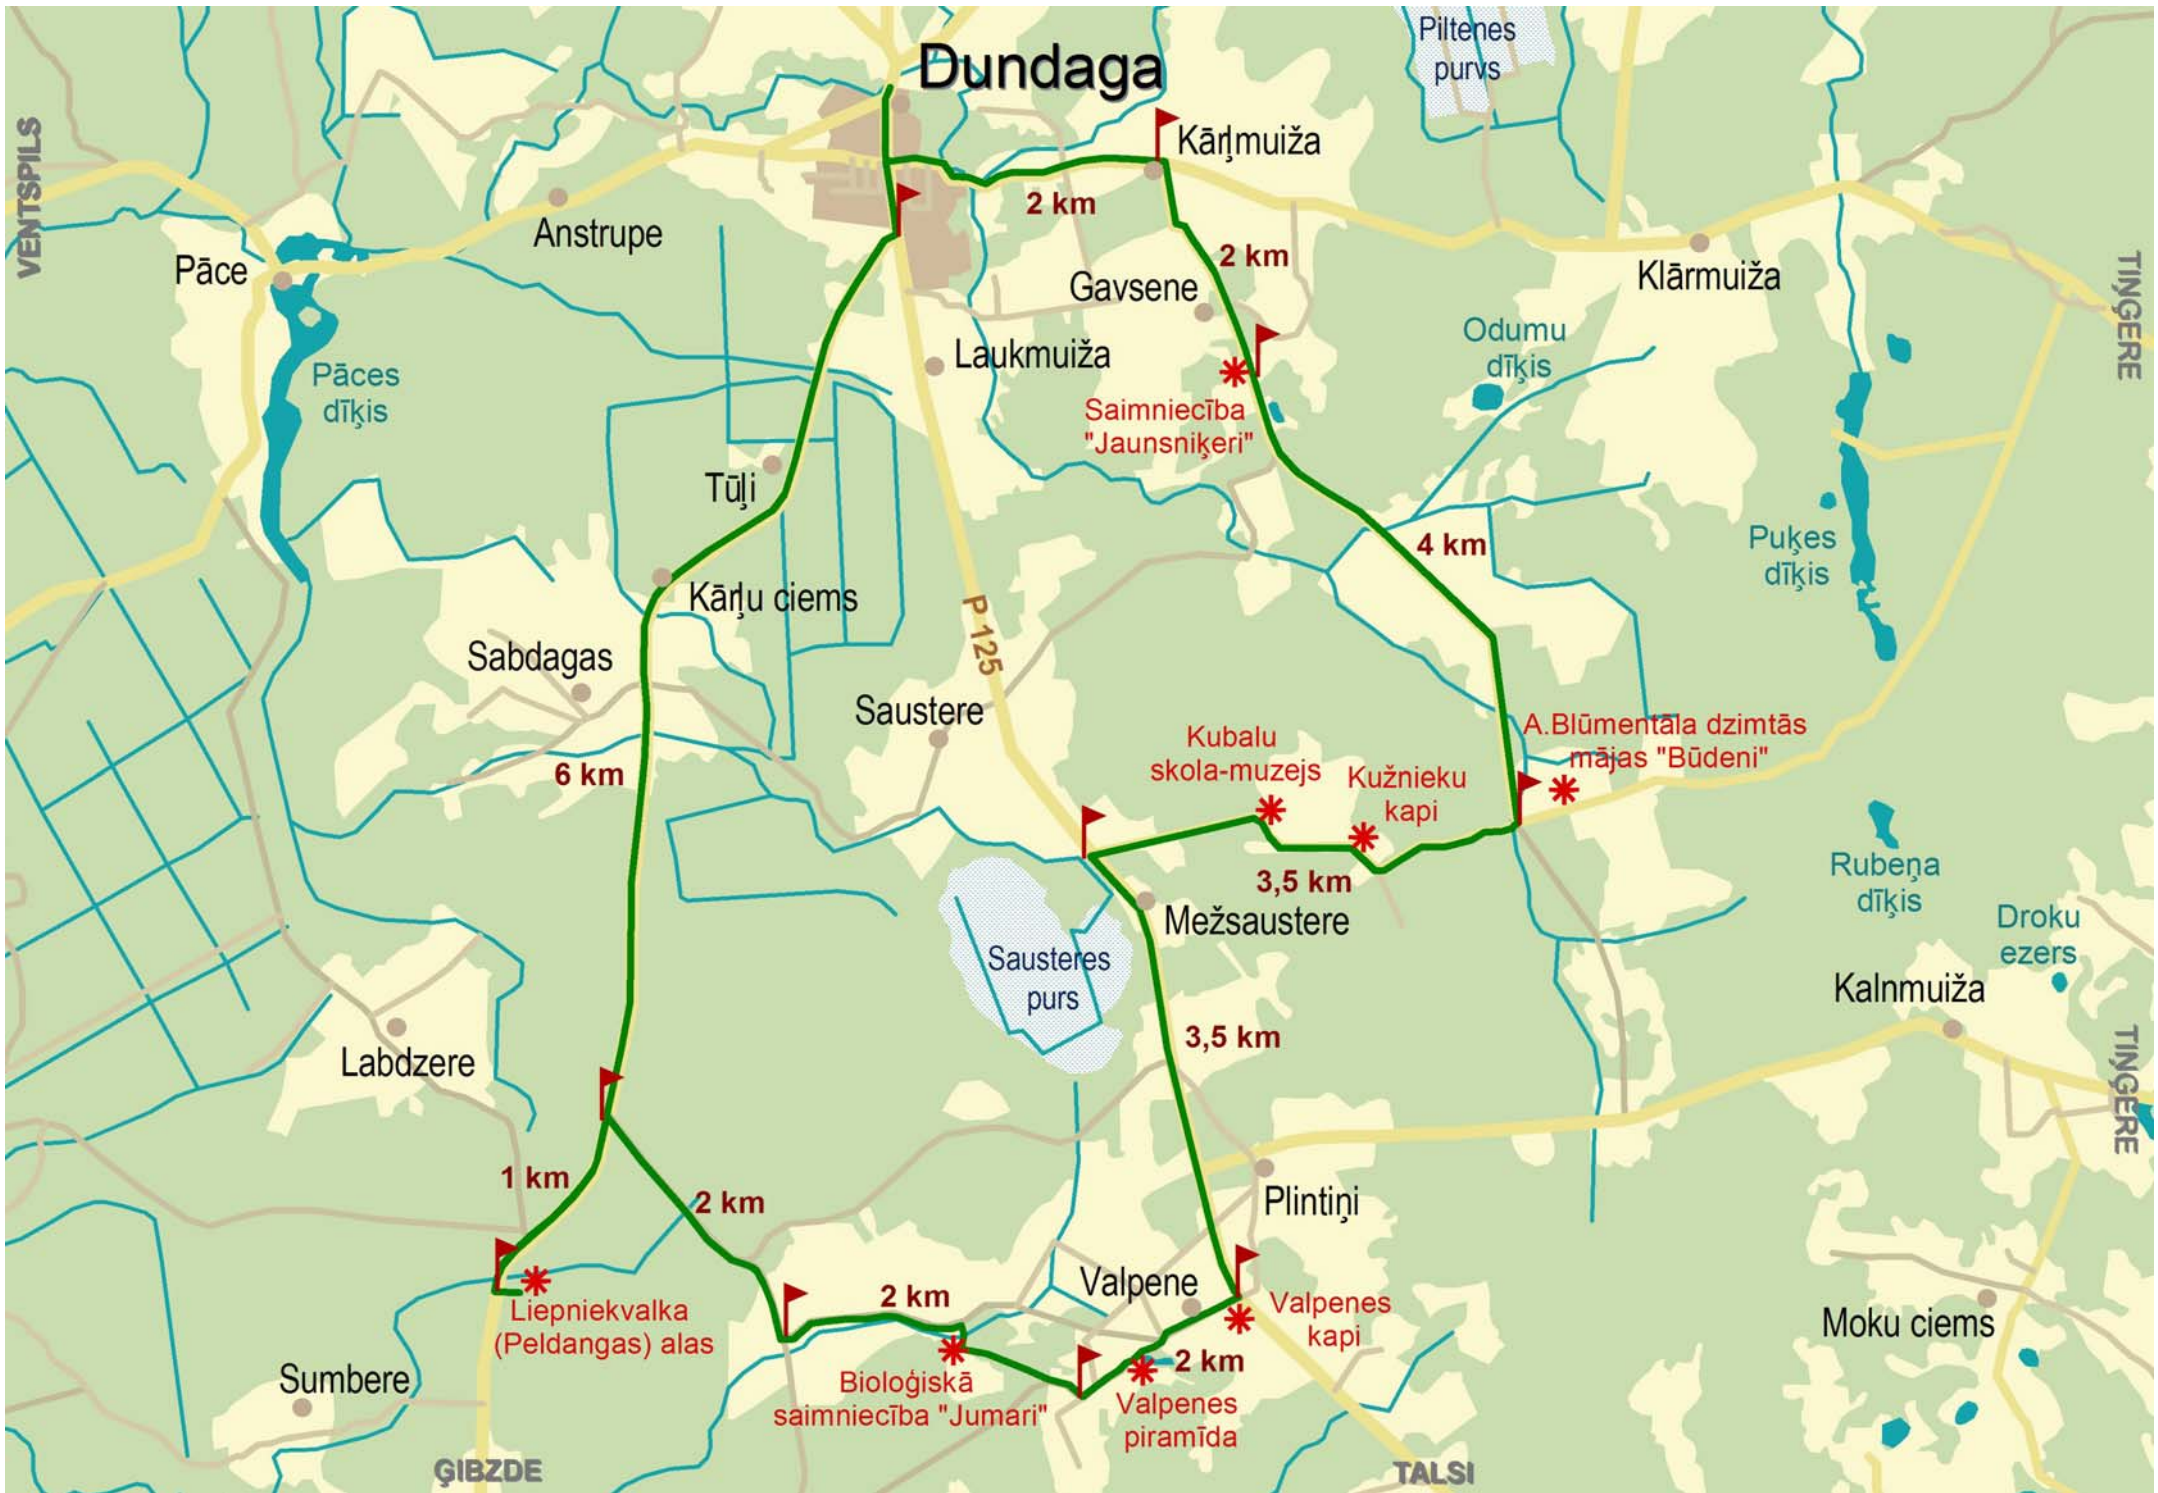 Dundaga
Piltenes
purvs
VENTSPILS
Kārļmuiža
2 km
Anstrupe
Pāce
2 km
Gavsene
Klārmuiža
TIŅĢERE
Laukmuiža
Odumu
dīķis
Pāces
dīķis
Saimniecība
"Jaunsniķeri"
Tūļi
4 km
Puķes
dīķis
Kārļu ciems
P 125
Sabdagas
Saustere
A.Blūmentāla dzimtās
mājas "Būdeni"
Kubalu
skola-muzejs
Kužnieku
kapi
6 km
3,5 km
Rubeņa
dīķis
Mežsaustere
Droku
ezers
Sausteres
purs
Kalnmuiža
3,5 km
Labdzere
TIŅĢERE
1 km
2 km
Plintiņi
Valpene
2 km
Liepniekvalka
(Peldangas) alas
Valpenes
kapi
Moku ciems
Sumbere
2 km
Bioloģiskā
saimniecība "Jumari"
Valpenes
piramīda
ĢIBZDE
TALSI